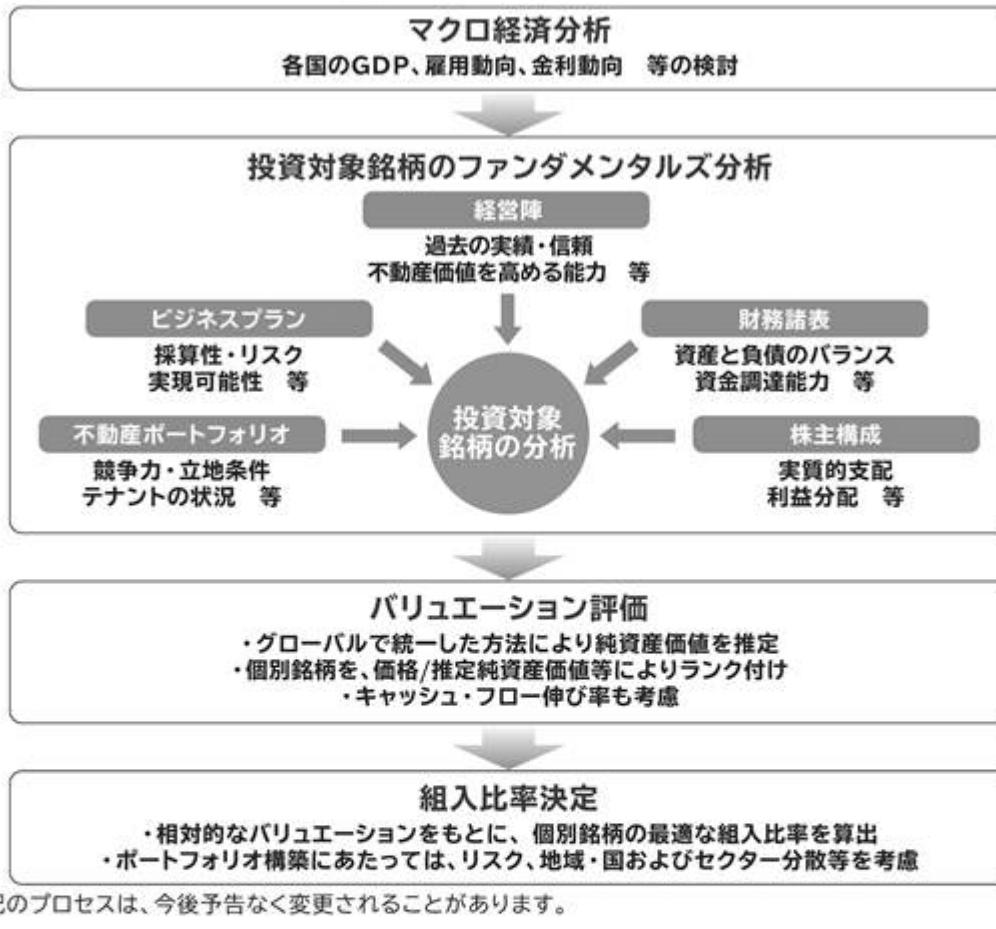 マクロ経済分析
各国のGDP、雇用動向、金利動向　等の検討
投資対象銘柄のファンダメンタルズ分析
経営陣
過去の実績・信頼
不動産価値を高める能力　等
ビジネスプラン
採算性・リスク
実現可能性　等
財務諸表
資産と負債のバランス
資金調達能力　等
不動産ポートフォリオ
競争力・立地条件
テナントの状況　等
投資対象
銘柄の分析
株主構成
実質的支配
利益分配　等
バリュエーション評価
・グローバルで統一した方法により純資産価値を推定
・個別銘柄を、価格/推定純資産価値等によりランク付け
・キャッシュ・フロー伸び率も考慮
組入比率決定
・相対的なバリュエーションをもとに、個別銘柄の最適な組入比率を算出
・ポートフォリオ構築にあたっては、リスク、地域・国およびセクター分散等を考慮
のプロセスは、今後予告なく変更されることがあります。